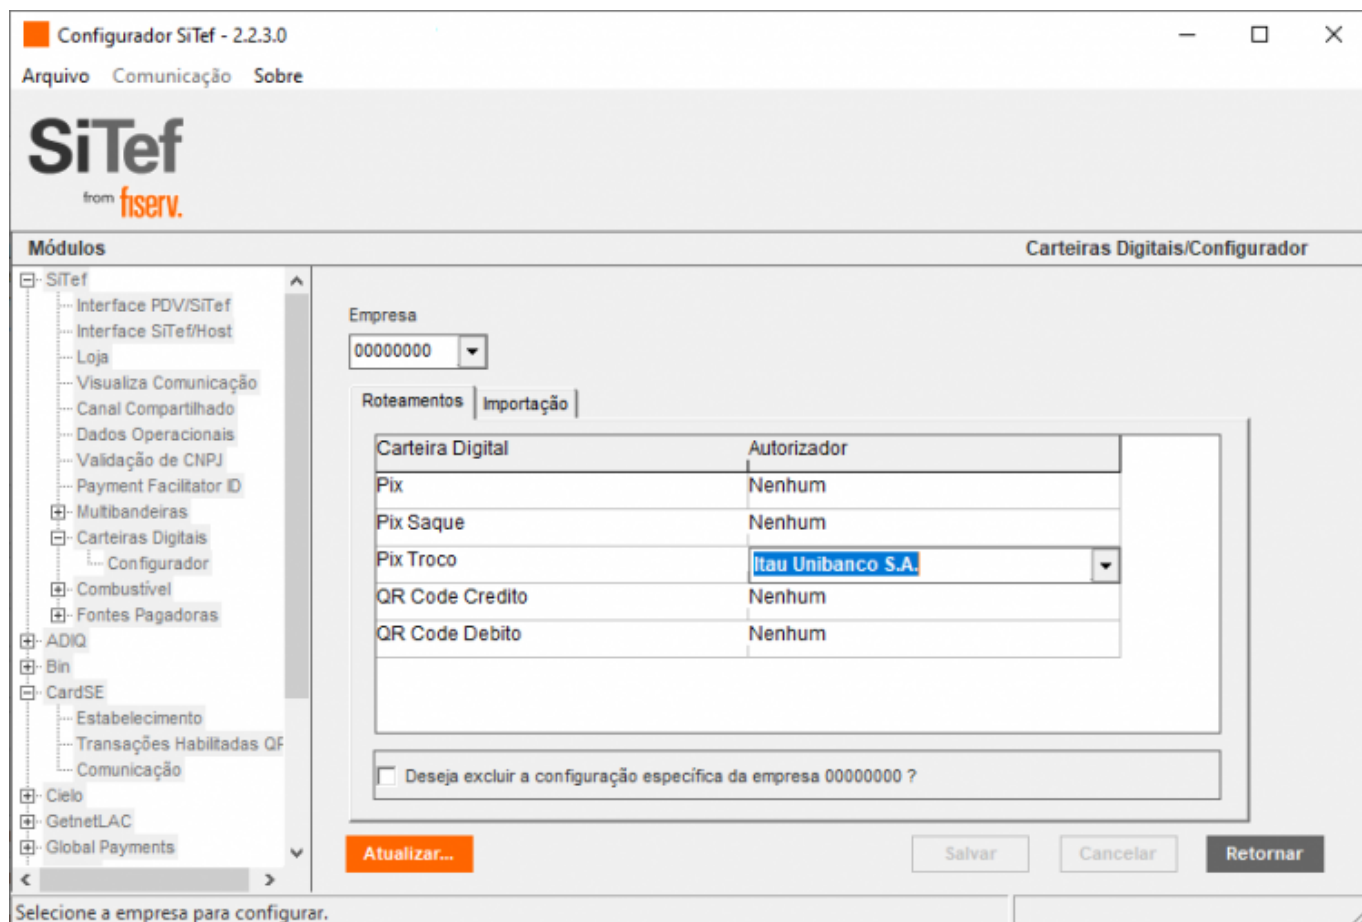 Configurador SiTef - 2.2.3.0
Arquivo Comunicação Sobre
SiTef
from fiserv.
Módulos
Carteiras Digitais/Configurador
SiTef
Interface PDV/SiTef
Interface SiTef/Host
Loja
Visualiza Comunicação
Canal Compartilhado
Dados Operacionais
Validação de CNPJ
Payment Facilitator ID
Multibandeiras
Carteiras Digitais
Configurador
Combustível
Fontes Pagadoras
ADIQ
Bin
CardSE
Estabelecimento
Transações Habilitadas QF
Comunicação
Cielo
GetnetLAC
Global Payments
Empresa
00000000
Roteamentos Importação
Carteira Digital Autorizador
Pix Nenhum
Pix Saque Nenhum
Pix Troco Itau Unibanco S.A.
QR Code Credito Nenhum
QR Code Debito Nenhum
Deseja excluir a configuração específica da empresa 00000000 ?
Atualizar... Salvar Cancelar Retornar
Selecione a empresa para configurar.